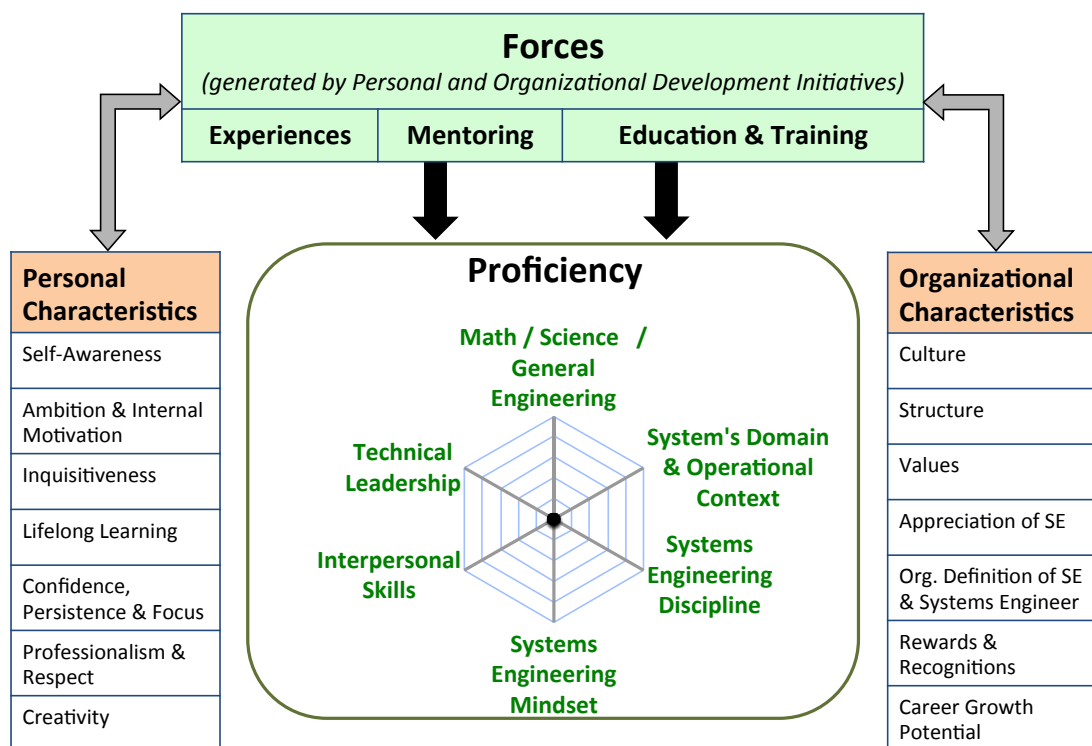 Forces
(generated by Personal and Organizational Development Initiatives)
Experiences
Mentoring
Education & Training
Personal
Characteristics
Self-Awareness
Ambition & Internal
Motivation
Inquisitiveness
Lifelong Learning
Confidence,
Persistence & Focus
Professionalism &
Respect
Creativity
Proficiency
Math / Science /
General
Engineering
System's Domain
& Operational
Context
Systems
Engineering
Discipline
Systems
Engineering
Mindset
Interpersonal
Skills
Technical
Leadership
Organizational
Characteristics
Culture
Structure
Values
Appreciation of SE
Org. Definition of SE
& Systems Engineer
Rewards &
Recognitions
Career Growth
Potential